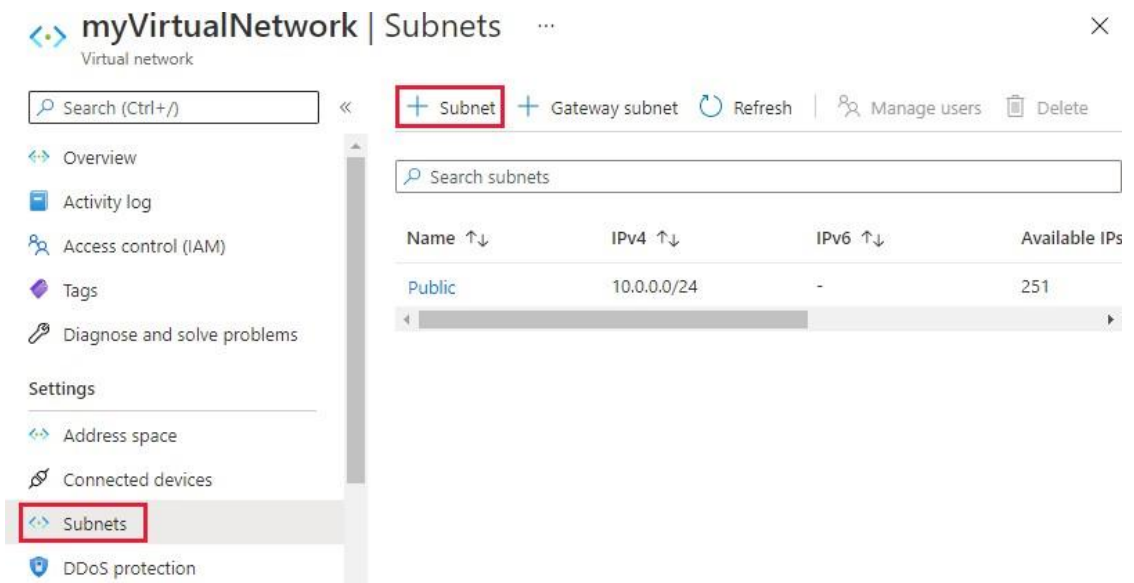 myVirtualNetwork | Subnets ...
Virtual network
Search (Ctrl+/)
+ Subnet + Gateway subnet Refresh Manage users Delete
Overview
Activity log
Access control (IAM)
Tags
Diagnose and solve problems
Settings
Address space
Connected devices
Subnets
DDoS protection
Search subnets
Name ↑↓ IPv4 ↑↓ IPv6 ↑↓ Available IPs
Public 10.0.0.0/24 - 251